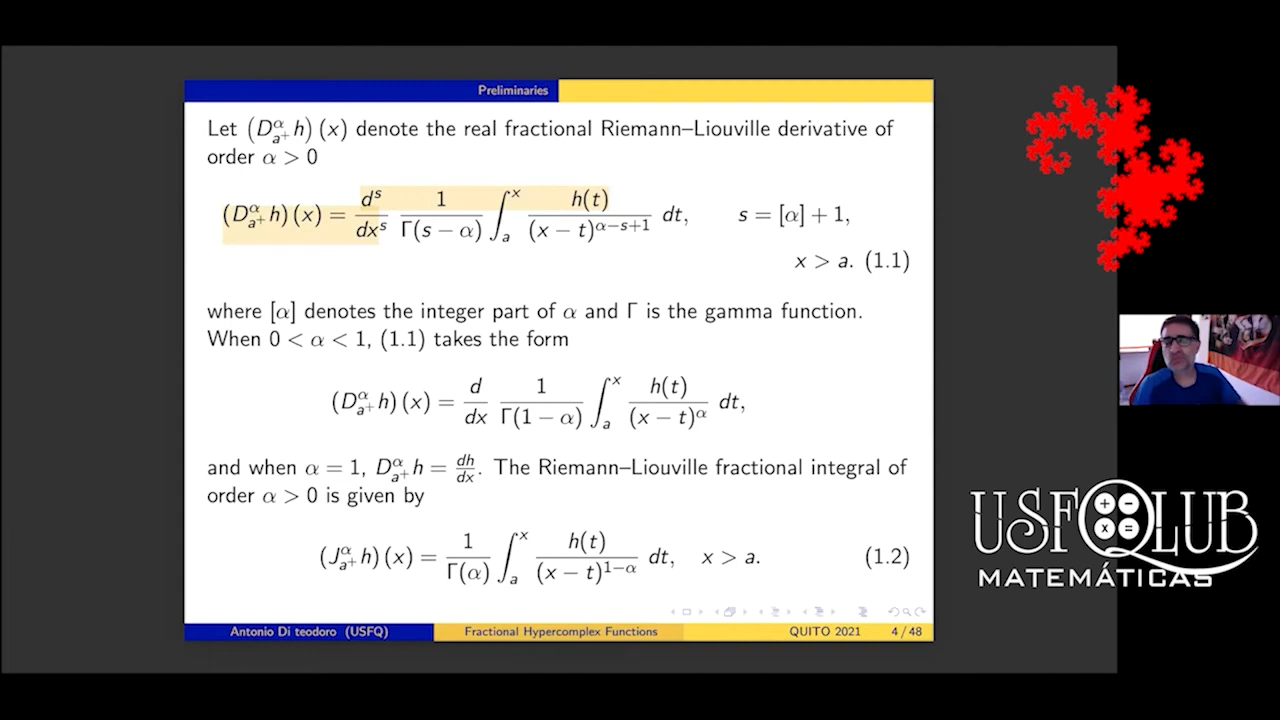 Preliminaries
Let (D^α_{a^+} h)(x) denote the real fractional Riemann–Liouville derivative of
order α > 0
(D^α_{a^+} h)(x) = d^s/dx^s 1/Γ(s − α) ∫_a^x h(t)/(x − t)^{α−s+1} dt, s = [α] + 1,
x > a. (1.1)
where [α] denotes the integer part of α and Γ is the gamma function.
When 0 < α < 1, (1.1) takes the form
(D^α_{a^+} h)(x) = d/dx 1/Γ(1 − α) ∫_a^x h(t)/(x − t)^α dt,
and when α = 1, D^α_{a^+} h = dh/dx. The Riemann–Liouville fractional integral of
order α > 0 is given by
(J^α_{a^+} h)(x) = 1/Γ(α) ∫_a^x h(t)/(x − t)^{1−α} dt, x > a. (1.2)
Antonio Di teodoro (USFQ) Fractional Hypercomplex Functions QUITO 2021 4 / 48
USFQLUB
+ − × =
MATEMÁTICAS